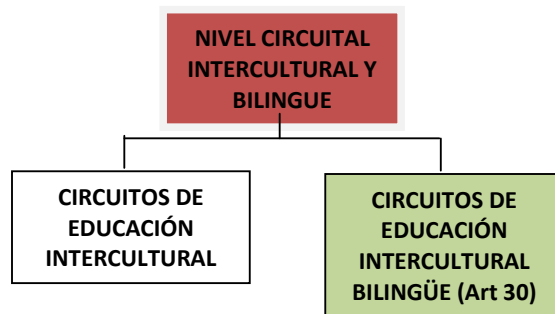 NIVEL CIRCUITAL
INTERCULTURAL Y
BILINGUE
CIRCUITOS DE
EDUCACIÓN
INTERCULTURAL
CIRCUITOS DE
EDUCACIÓN
INTERCULTURAL
BILINGÜE (Art 30)